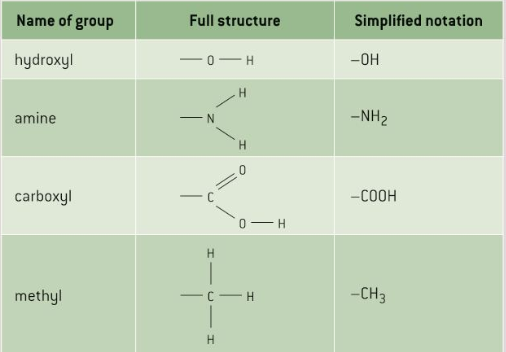 Name of group Full structure Simplified notation
hydroxyl — O — H –OH
H
amine — N –NH₂
H
O
carboxyl — C –COOH
O — H
H
methyl — C — H –CH₃
H